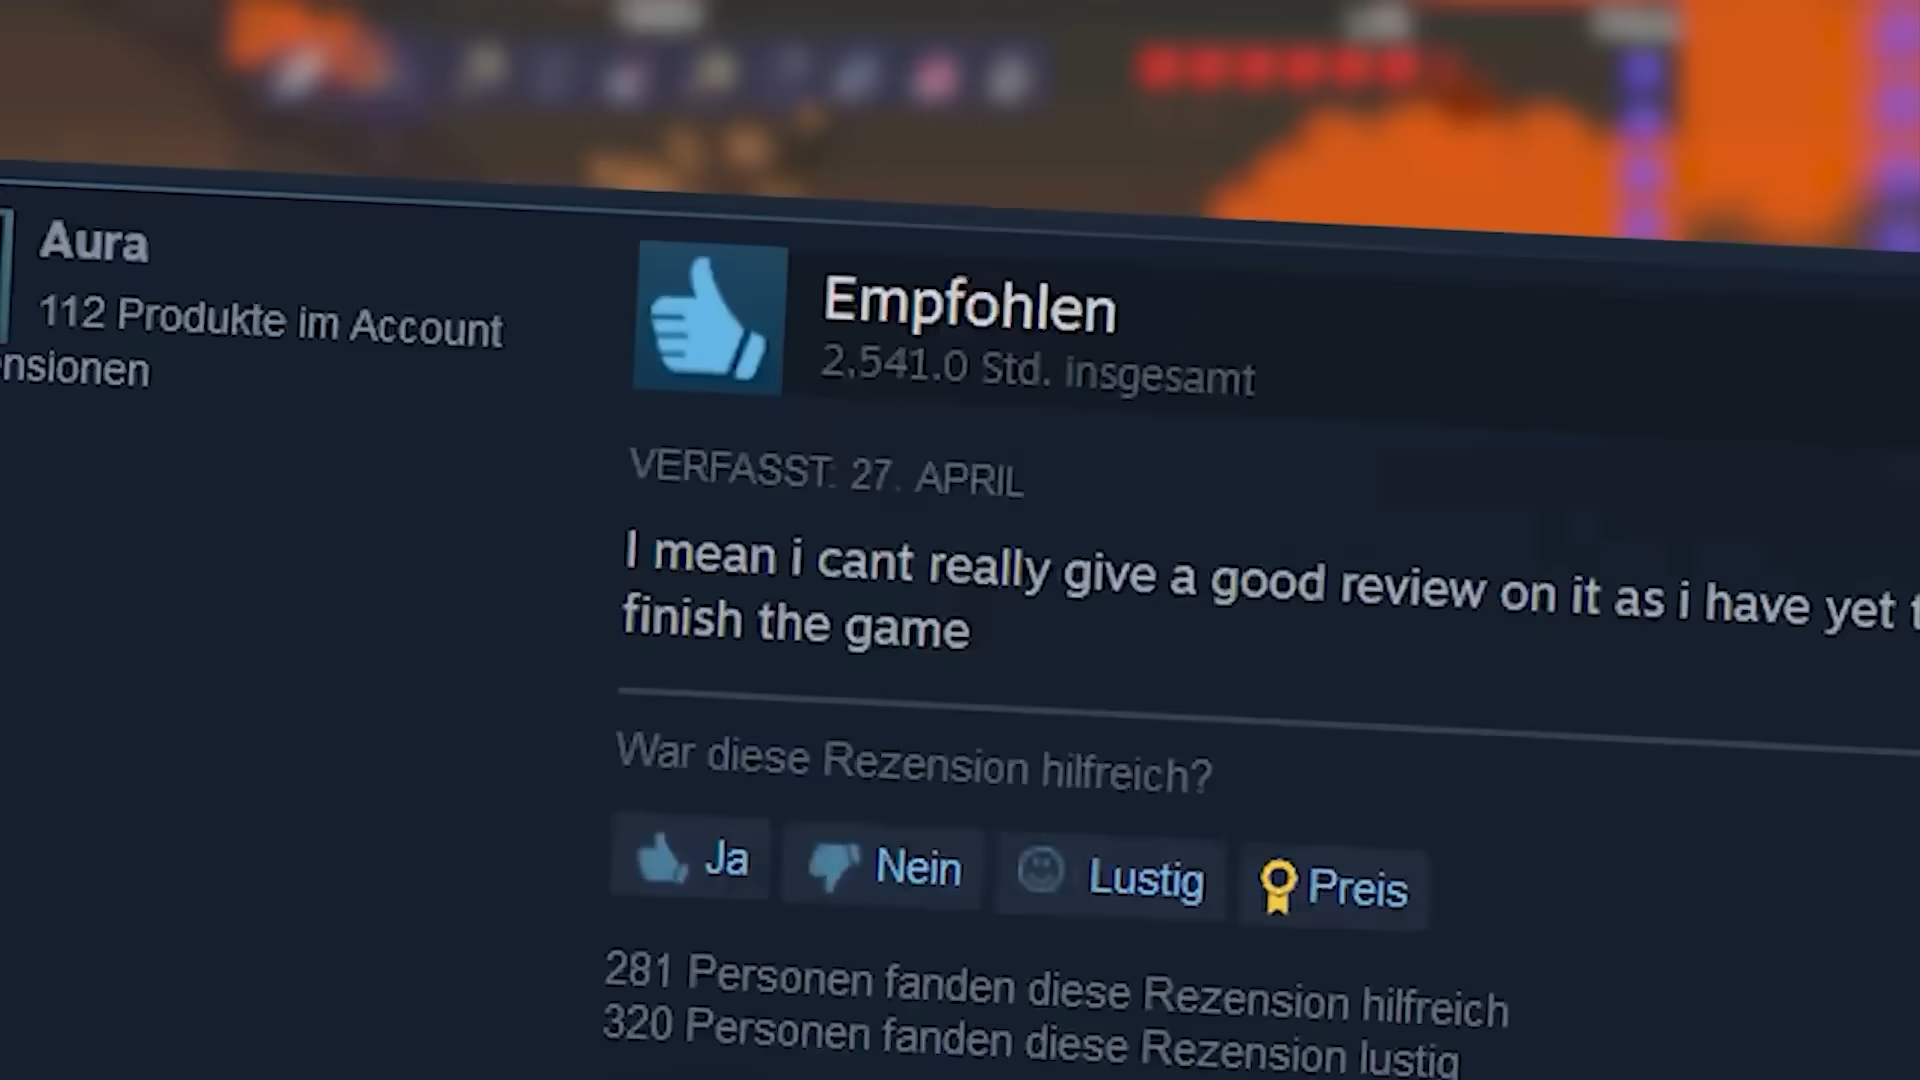 Aura
112 Produkte im Account
nsionen
Empfohlen
2,541.0 Std. insgesamt
VERFASST: 27. APRIL
I mean i cant really give a good review on it as i have yet
finish the game
War diese Rezension hilfreich?
Ja
Nein
Lustig
Preis
281 Personen fanden diese Rezension hilfreich
320 Personen fanden diese Rezension lustig